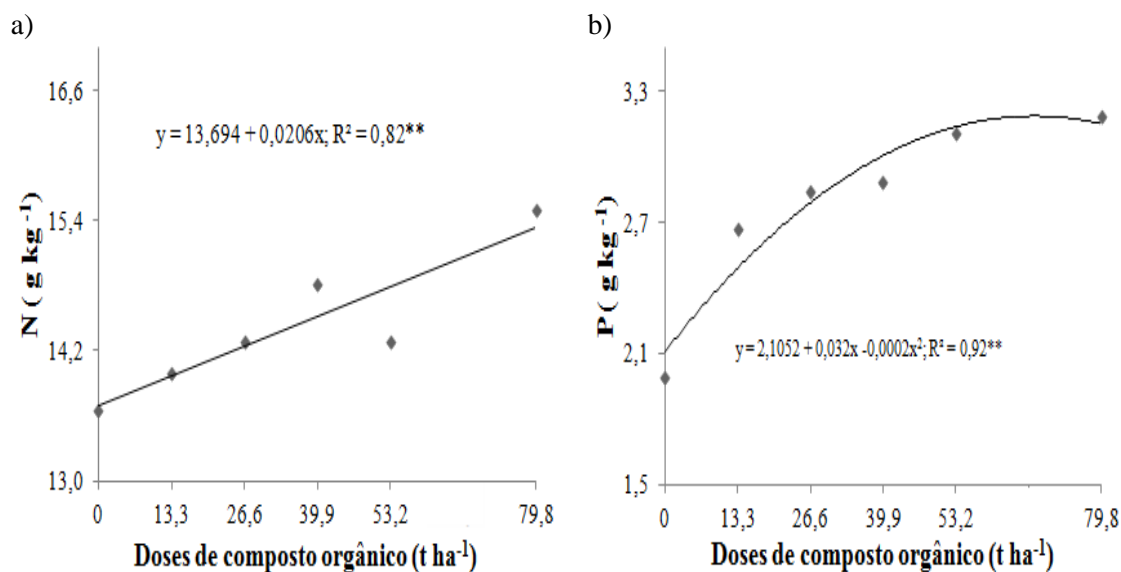 a)
N ( g kg⁻¹)
16,6
15,4
14,2
13,0
y = 13,694 + 0,0206x; R² = 0,82**
0 13,3 26,6 39,9 53,2 79,8
Doses de composto orgânico (t ha⁻¹)
b)
P ( g kg⁻¹)
3,3
2,7
2,1
1,5
y = 2,1052 + 0,032x -0,0002x²; R² = 0,92**
0 13,3 26,6 39,9 53,2 79,8
Doses de composto orgânico (t ha⁻¹)